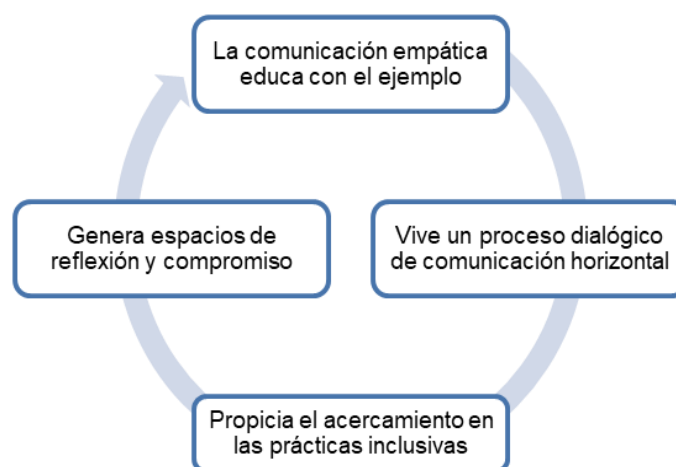 La comunicación empática
educa con el ejemplo
Vive un proceso dialógico
de comunicación horizontal
Propicia el acercamiento en
las prácticas inclusivas
Genera espacios de
reflexión y compromiso